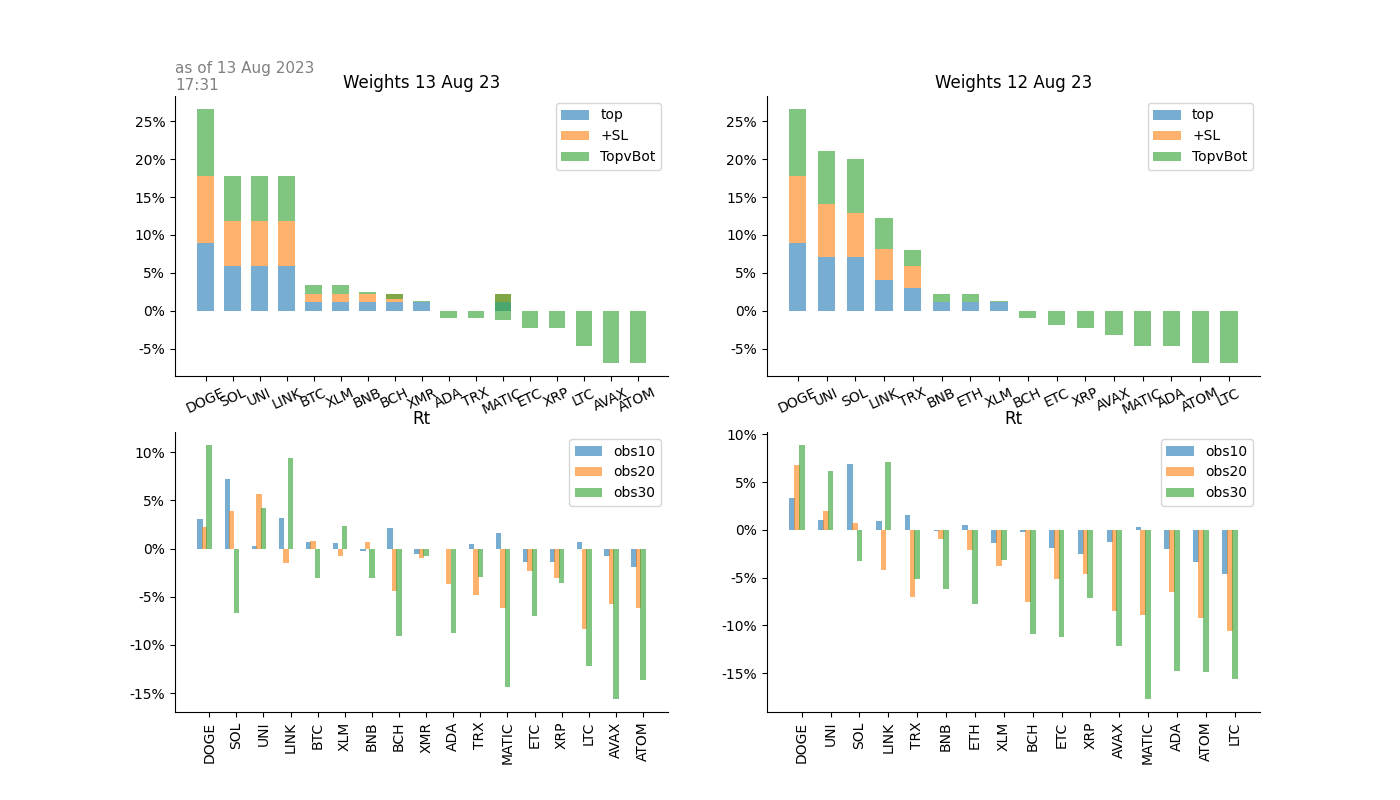 as of 13 Aug 2023
17:31
Weights 13 Aug 23
25%
20%
15%
10%
5%
0%
-5%
top
+SL
TopvBot
DOGE SOL UNI LINK BTC XLM BNB BCH XMR ADA TRX MATIC ETC XRP LTC AVAX ATOM
Weights 12 Aug 23
25%
20%
15%
10%
5%
0%
-5%
top
+SL
TopvBot
DOGE UNI SOL LINK TRX BNB ETH XLM BCH ETC XRP AVAX MATIC ADA ATOM LTC
Rt
10%
5%
0%
-5%
-10%
-15%
obs10
obs20
obs30
DOGE SOL UNI LINK BTC XLM BNB BCH XMR ADA TRX MATIC ETC XRP LTC AVAX ATOM
Rt
10%
5%
0%
-5%
-10%
-15%
obs10
obs20
obs30
DOGE UNI SOL LINK TRX BNB ETH XLM BCH ETC XRP AVAX MATIC ADA ATOM LTC